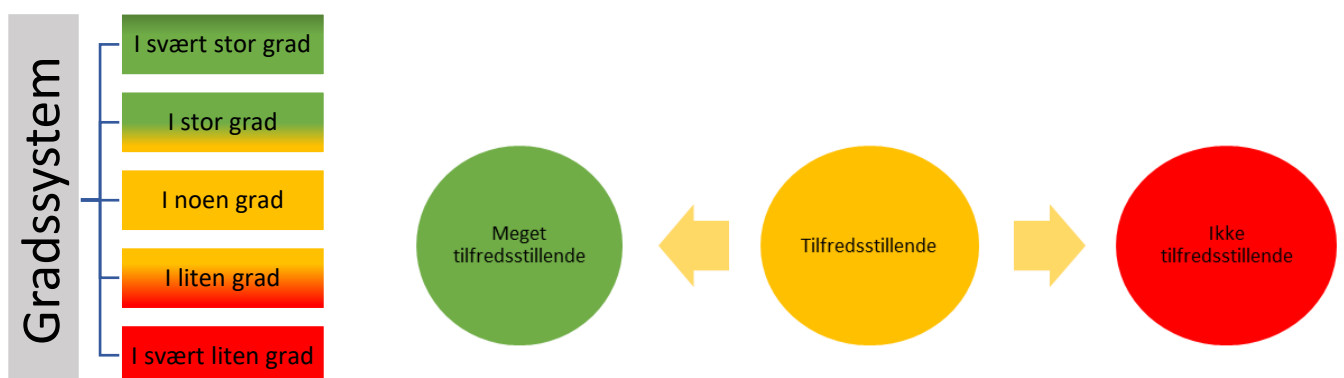 Gradssystem
I svært stor grad
I stor grad
I noen grad
I liten grad
I svært liten grad
Meget
tilfredsstillende
Tilfredsstillende
Ikke
tilfredsstillende